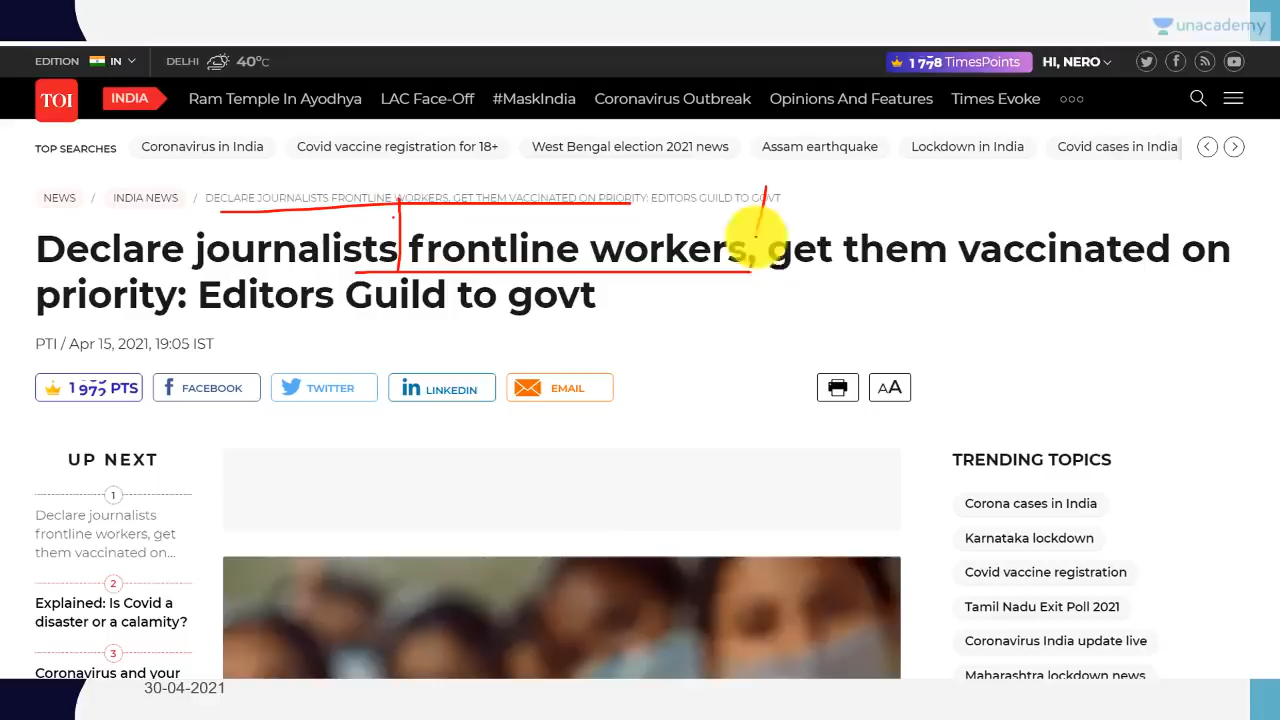 unacademy
EDITION IN DELHI 40°C TimesPoints HI, NERO
TOI INDIA Ram Temple In Ayodhya LAC Face-Off #MaskIndia Coronavirus Outbreak Opinions And Features Times Evoke
TOP SEARCHES Coronavirus in India Covid vaccine registration for 18+ West Bengal election 2021 news Assam earthquake Lockdown in India Covid cases in India
NEWS / INDIA NEWS / DECLARE JOURNALISTS FRONTLINE WORKERS, GET THEM VACCINATED ON PRIORITY: EDITORS GUILD TO GOVT
Declare journalists frontline workers, get them vaccinated on
priority: Editors Guild to govt
PTI / Apr 15, 2021, 19:05 IST
PTS FACEBOOK TWITTER LINKEDIN EMAIL AA
UP NEXT
1
Declare journalists
frontline workers, get
them vaccinated on...
2
Explained: Is Covid a
disaster or a calamity?
3
Coronavirus and your
TRENDING TOPICS
Corona cases in India
Karnataka lockdown
Covid vaccine registration
Tamil Nadu Exit Poll 2021
Coronavirus India update live
Maharashtra lockdown news
30-04-2021